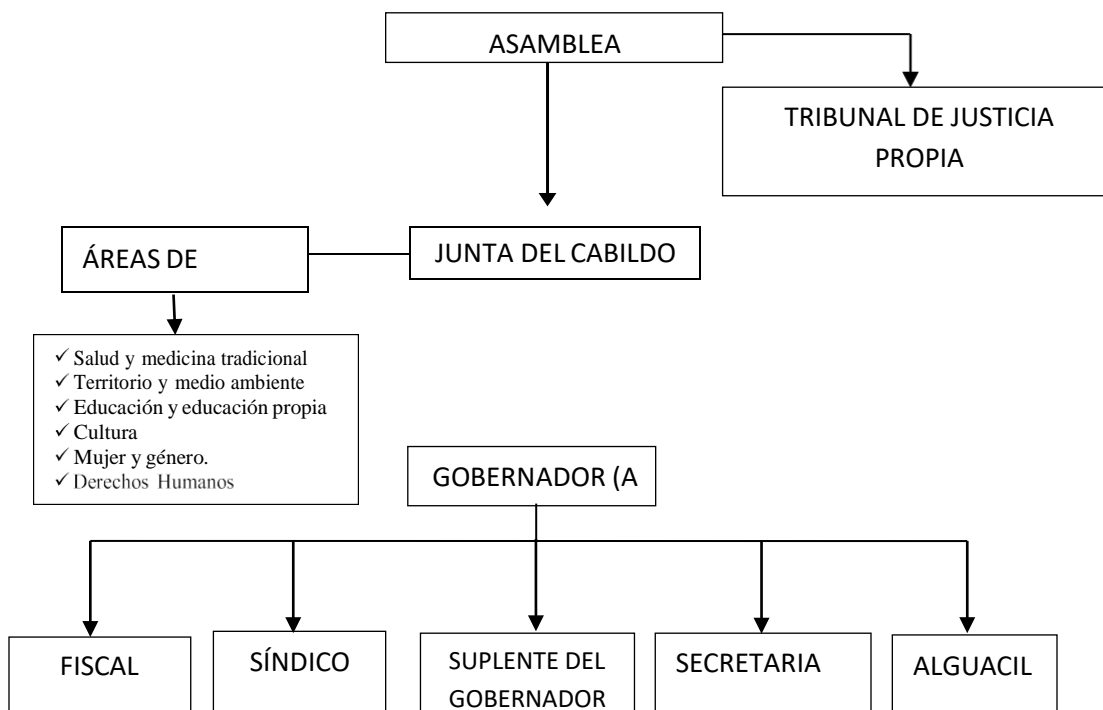 ASAMBLEA
TRIBUNAL DE JUSTICIA
PROPIA
JUNTA DEL CABILDO
ÁREAS DE
✓ Salud y medicina tradicional
✓ Territorio y medio ambiente
✓ Educación y educación propia
✓ Cultura
✓ Mujer y género.
✓ Derechos Humanos
GOBERNADOR (A
FISCAL
SÍNDICO
SUPLENTE DEL
GOBERNADOR
SECRETARIA
ALGUACIL